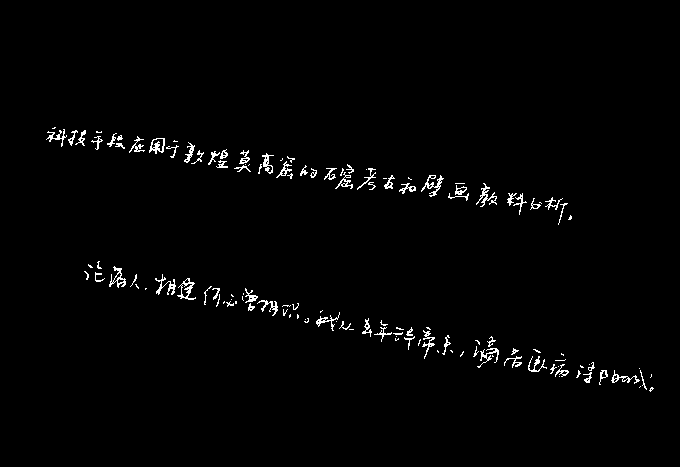 科技手段应用于敦煌莫高窟的石窟考古和壁画颜料分析。
沦落人,相逢何必曾相识。我从去年辞帝京,谪居卧病浔阳城。